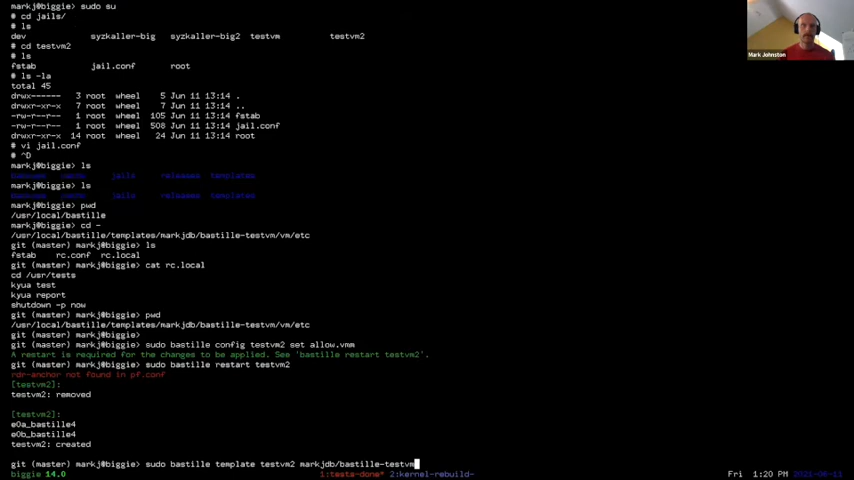 markj@biggie> sudo su
# cd jails/
# ls
dev syzkaller-big syzkaller-big2 testvm testvm2
# cd testvm2
# ls
fstab jail.conf root
# ls -la
total 45
drwx------ 3 root wheel 5 Jun 11 13:14 .
drwxr-xr-x 7 root wheel 7 Jun 11 13:14 ..
-rw-r--r-- 1 root wheel 105 Jun 11 13:14 fstab
-rw-r--r-- 1 root wheel 508 Jun 11 13:14 jail.conf
drwxr-xr-x 14 root wheel 24 Jun 11 13:14 root
# vi jail.conf
# ^D
markj@biggie> ls
jails releases templates
markj@biggie> ls
jails releases templates
markj@biggie> pwd
/usr/local/bastille
markj@biggie> cd -
/usr/local/bastille/templates/markjdb/bastille-testvm/vm/etc
git (master) markj@biggie> ls
fstab rc.conf rc.local
git (master) markj@biggie> cat rc.local
cd /usr/tests
kyua test
kyua report
shutdown -p now
git (master) markj@biggie> pwd
/usr/local/bastille/templates/markjdb/bastille-testvm/vm/etc
git (master) markj@biggie>
git (master) markj@biggie> sudo bastille config testvm2 set allow.vmm
A restart is required for the changes to be applied. See 'bastille restart testvm2'.
git (master) markj@biggie> sudo bastille restart testvm2
rdr-anchor not found in pf.conf
[testvm2]:
testvm2: removed
[testvm2]:
e0a_bastille4
e0b_bastille4
testvm2: created
git (master) markj@biggie> sudo bastille template testvm2 markjdb/bastille-testvm
biggie 14.0 1:tests-done* 2:kernel-rebuild- Fri 1:20 PM 2021-06-11
Mark Johnston